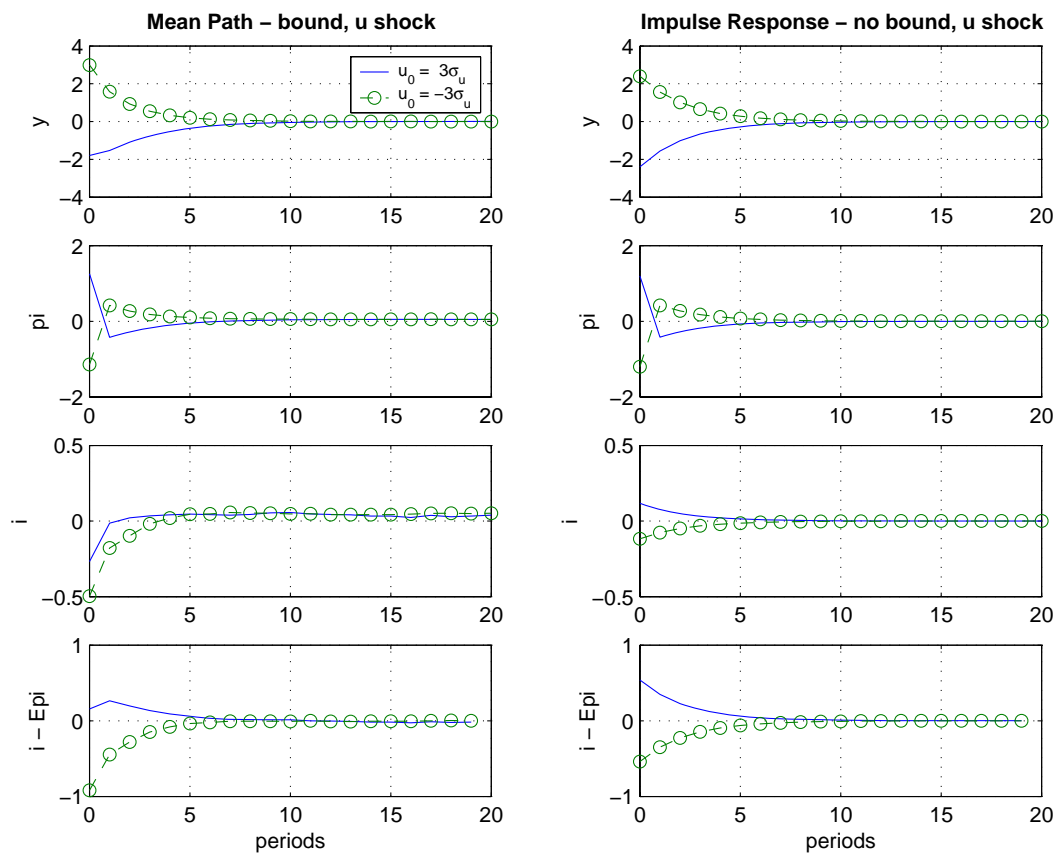 Mean Path – bound, u shock
4
2
0
−2
−4
y
0 5 10 15 20
u0 = 3σu
u0 = −3σu
2
0
−2
pi
0 5 10 15 20
0.5
0
−0.5
i
0 5 10 15 20
1
0
−1
i − Epi
0 5 10 15 20
periods
Impulse Response – no bound, u shock
4
2
0
−2
−4
y
0 5 10 15 20
2
0
−2
pi
0 5 10 15 20
0.5
0
−0.5
i
0 5 10 15 20
1
0
−1
i − Epi
0 5 10 15 20
periods